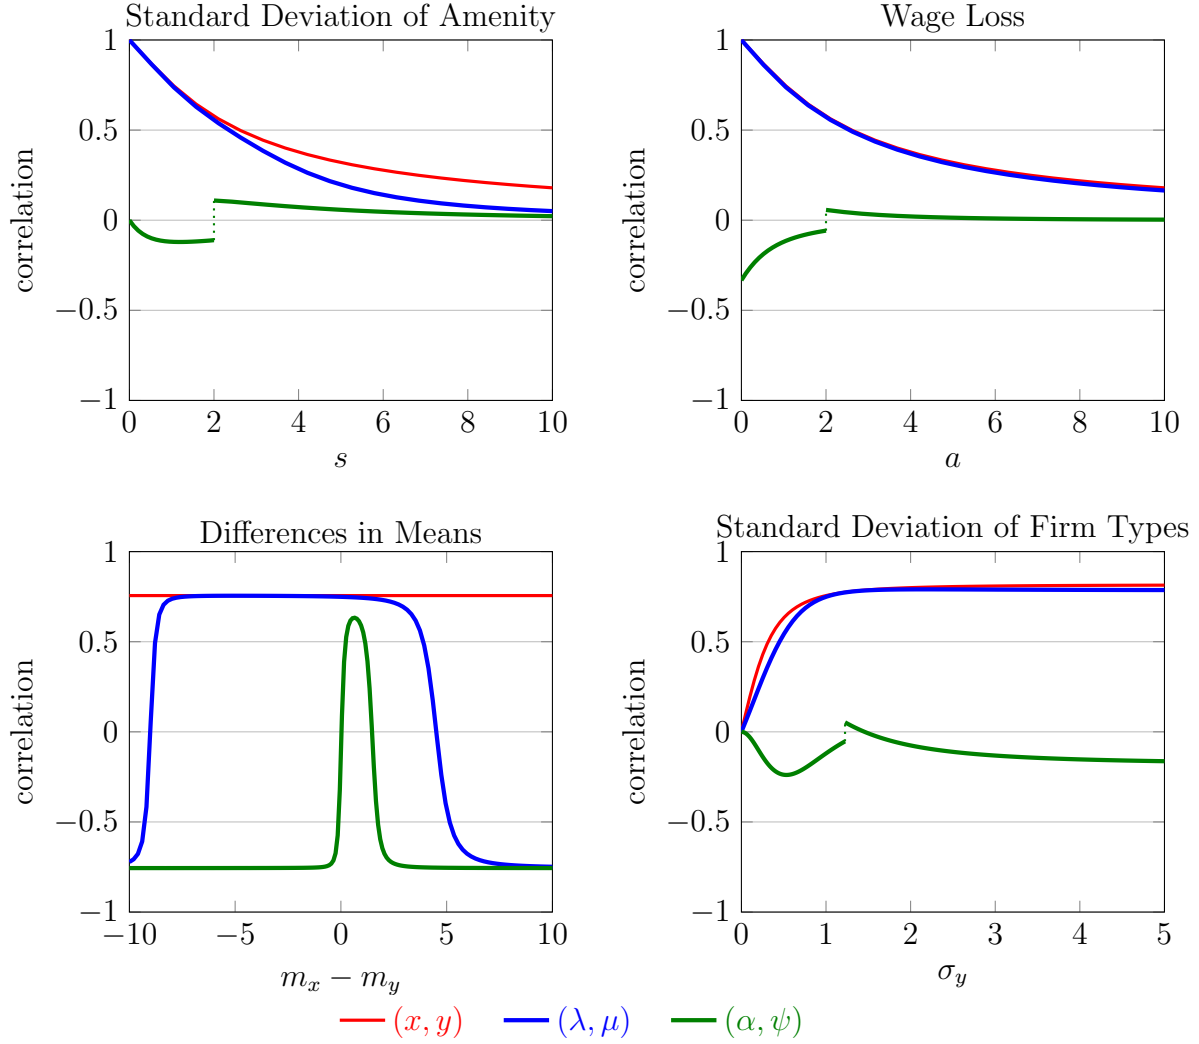 Standard Deviation of Amenity
1
0.5
0
−0.5
−1
correlation
0 2 4 6 8 10
s
Wage Loss
1
0.5
0
−0.5
−1
correlation
0 2 4 6 8 10
a
Differences in Means
1
0.5
0
−0.5
−1
correlation
−10 −5 0 5 10
m_x − m_y
Standard Deviation of Firm Types
1
0.5
0
−0.5
−1
correlation
0 1 2 3 4 5
σ_y
(x, y) (λ, μ) (α, ψ)